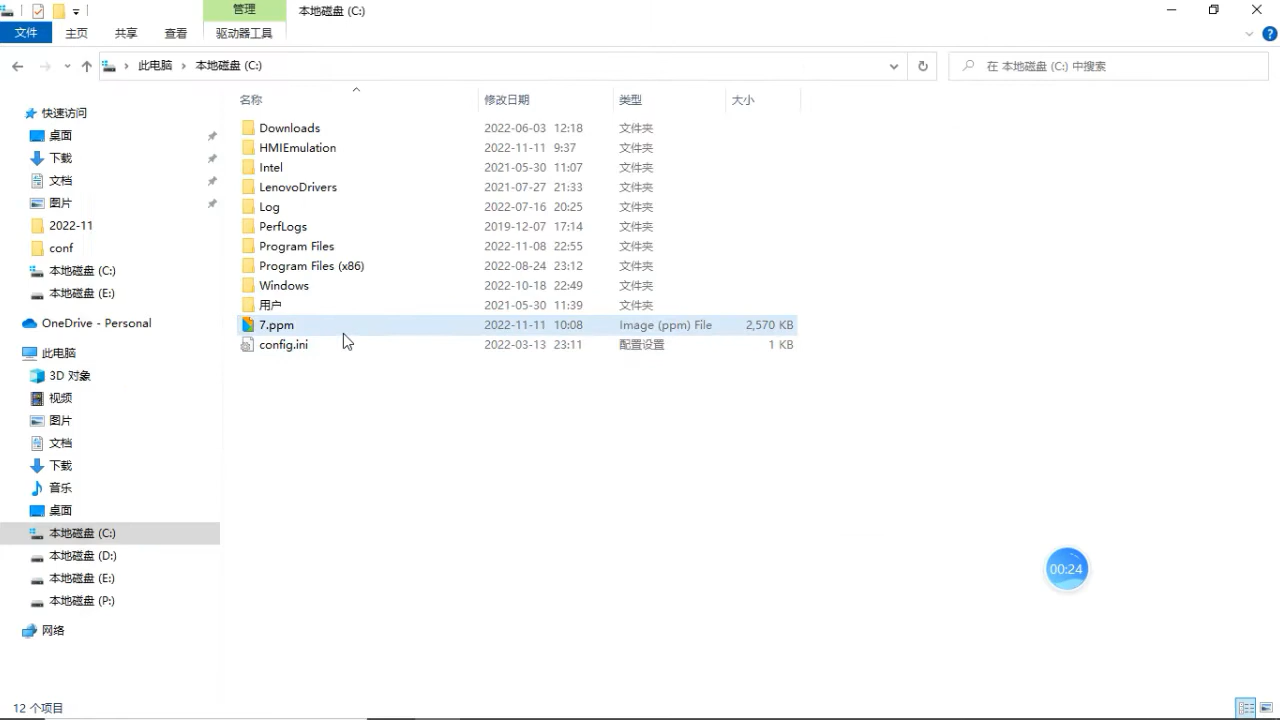 管理
本地磁盘 (C:)
文件
主页
共享
查看
驱动器工具
此电脑 › 本地磁盘 (C:)
在 本地磁盘 (C:) 中搜索
快速访问
桌面
下载
文档
图片
2022-11
conf
本地磁盘 (C:)
本地磁盘 (E:)
OneDrive - Personal
此电脑
3D 对象
视频
图片
文档
下载
音乐
桌面
本地磁盘 (C:)
本地磁盘 (D:)
本地磁盘 (E:)
本地磁盘 (P:)
网络
名称 修改日期 类型 大小
Downloads 2022-06-03 12:18 文件夹
HMIEmulation 2022-11-11 9:37 文件夹
Intel 2021-05-30 11:07 文件夹
LenovoDrivers 2021-07-27 21:33 文件夹
Log 2022-07-16 20:25 文件夹
PerfLogs 2019-12-07 17:14 文件夹
Program Files 2022-11-08 22:55 文件夹
Program Files (x86) 2022-08-24 23:12 文件夹
Windows 2022-10-18 22:49 文件夹
用户 2021-05-30 11:39 文件夹
7.ppm 2022-11-11 10:08 Image (ppm) File 2,570 KB
config.ini 2022-03-13 23:11 配置设置 1 KB
00:24
12 个项目